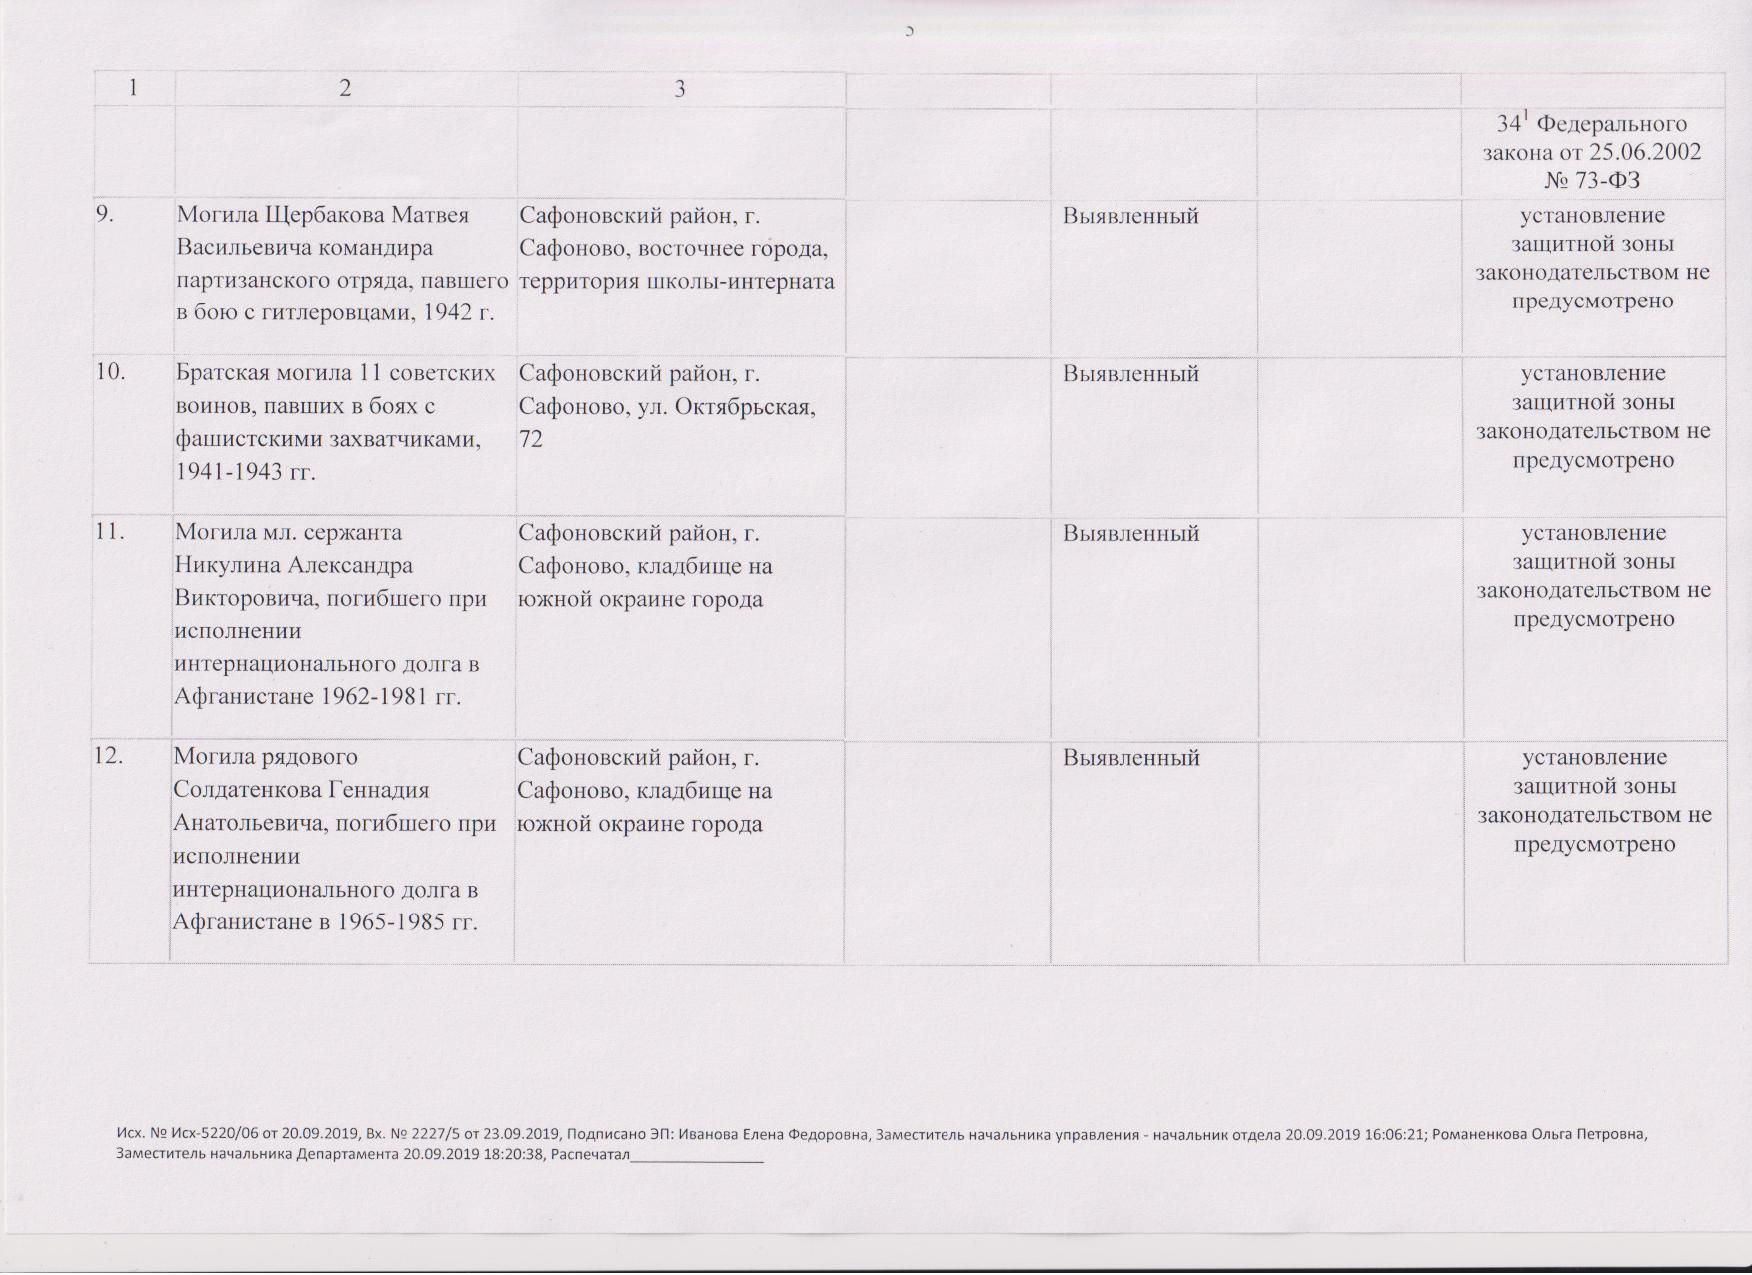 1 2 3
34¹ Федерального
закона от 25.06.2002
№ 73-ФЗ
9.
Могила Щербакова Матвея
Васильевича командира
партизанского отряда, павшего
в бою с гитлеровцами, 1942 г.
Сафоновский район, г.
Сафоново, восточнее города,
территория школы-интерната
Выявленный
установление
защитной зоны
законодательством не
предусмотрено
10.
Братская могила 11 советских
воинов, павших в боях с
фашистскими захватчиками,
1941-1943 гг.
Сафоновский район, г.
Сафоново, ул. Октябрьская,
72
Выявленный
установление
защитной зоны
законодательством не
предусмотрено
11.
Могила мл. сержанта
Никулина Александра
Викторовича, погибшего при
исполнении
интернационального долга в
Афганистане 1962-1981 гг.
Сафоновский район, г.
Сафоново, кладбище на
южной окраине города
Выявленный
установление
защитной зоны
законодательством не
предусмотрено
12.
Могила рядового
Солдатенкова Геннадия
Анатольевича, погибшего при
исполнении
интернационального долга в
Афганистане в 1965-1985 гг.
Сафоновский район, г.
Сафоново, кладбище на
южной окраине города
Выявленный
установление
защитной зоны
законодательством не
предусмотрено
Исх. № Исх-5220/06 от 20.09.2019, Вх. № 2227/5 от 23.09.2019, Подписано ЭП: Иванова Елена Федоровна, Заместитель начальника управления - начальник отдела 20.09.2019 16:06:21; Романенкова Ольга Петровна,
Заместитель начальника Департамента 20.09.2019 18:20:38, Распечатал________________